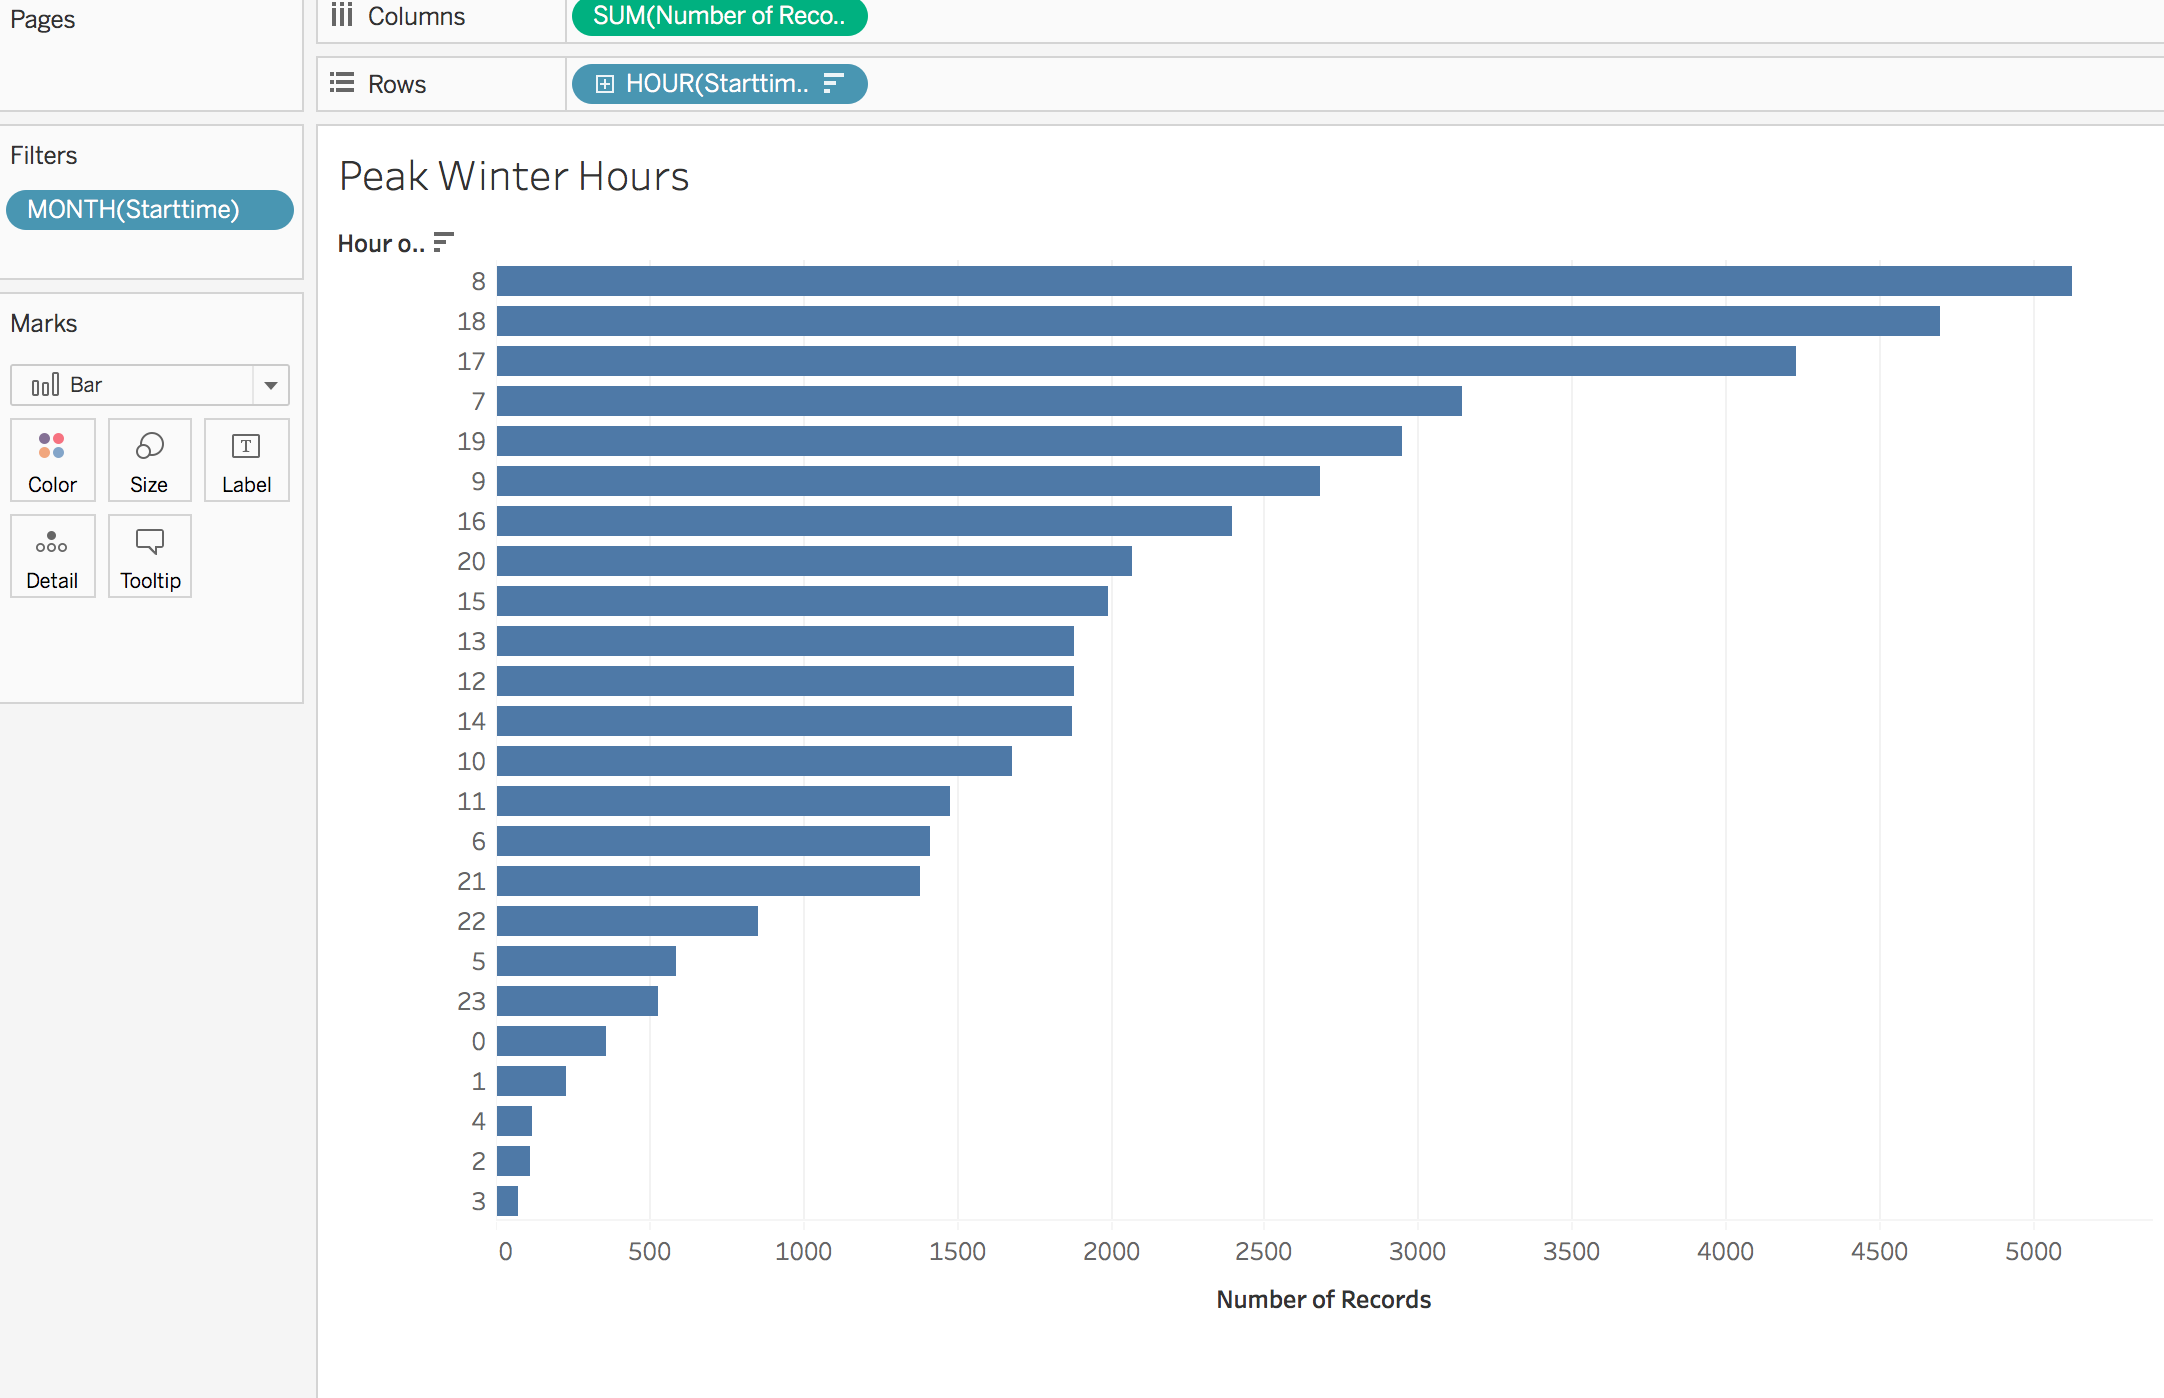 Pages
Columns
SUM(Number of Reco..
Rows
HOUR(Starttim..
Filters
MONTH(Starttime)
Marks
Bar
Color
Size
T
Label
Detail
Tooltip
Peak Winter Hours
Hour o..
8
18
17
7
19
9
16
20
15
13
12
14
10
11
6
21
22
5
23
0
1
4
2
3
0 500 1000 1500 2000 2500 3000 3500 4000 4500 5000
Number of Records